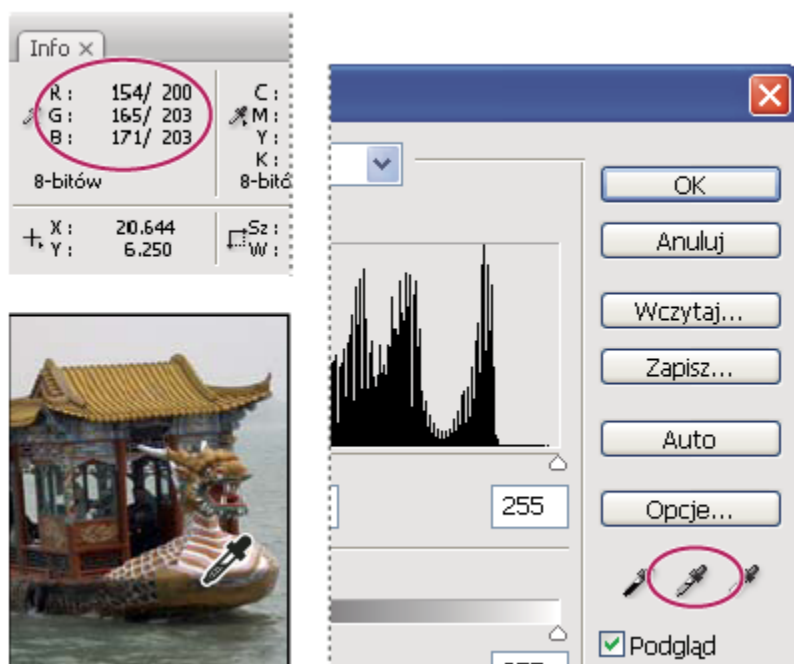 Info ×
R: 154/ 200
G: 165/ 203
B: 171/ 203
8-bitów
C:
M:
Y:
K:
X: 20.644
Y: 6.250
Sz:
W:
OK
Anuluj
Wczytaj...
Zapisz...
Auto
255
Opcje...
Podgląd